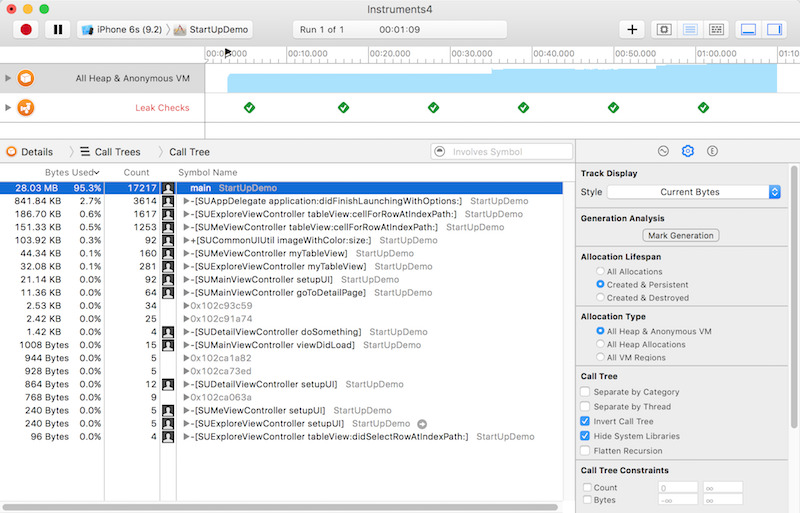 Instruments4
iPhone 6s (9.2) StartUpDemo Run 1 of 1 00:01:09
00:00.000 00:10.000 00:20.000 00:30.000 00:40.000 00:50.000 01:00.000
All Heap & Anonymous VM
Leak Checks
Details Call Trees Call Tree Involves Symbol
Bytes Used Count Symbol Name
28.03 MB 95.3% 17217 main StartUpDemo
841.84 KB 2.7% 3614 -[SUAppDelegate application:didFinishLaunchingWithOptions:] StartUpDemo
186.70 KB 0.6% 1617 -[SUExploreViewController tableView:cellForRowAtIndexPath:] StartUpDemo
151.33 KB 0.5% 1253 -[SUMeViewController tableView:cellForRowAtIndexPath:] StartUpDemo
103.92 KB 0.3% 92 +[SUCommonUIUtil imageWithColor:size:] StartUpDemo
44.34 KB 0.1% 160 -[SUMeViewController myTableView] StartUpDemo
32.08 KB 0.1% 281 -[SUExploreViewController myTableView] StartUpDemo
21.14 KB 0.0% 92 -[SUMainViewController setupUI] StartUpDemo
11.36 KB 0.0% 64 -[SUMainViewController goToDetailPage] StartUpDemo
2.53 KB 0.0% 34 0x102c93c59
2.42 KB 0.0% 25 0x102c91a74
1.42 KB 0.0% 4 -[SUDetailViewController doSomething] StartUpDemo
1008 Bytes 0.0% 15 -[SUMainViewController viewDidLoad] StartUpDemo
944 Bytes 0.0% 5 0x102ca1a82
928 Bytes 0.0% 5 0x102ca73ed
864 Bytes 0.0% 12 -[SUDetailViewController setupUI] StartUpDemo
768 Bytes 0.0% 9 0x102ca063a
240 Bytes 0.0% 5 -[SUMeViewController setupUI] StartUpDemo
240 Bytes 0.0% 5 -[SUExploreViewController setupUI] StartUpDemo
96 Bytes 0.0% 4 -[SUExploreViewController tableView:didSelectRowAtIndexPath:] StartUpDemo
Track Display
Style Current Bytes
Generation Analysis
Mark Generation
Allocation Lifespan
All Allocations
Created & Persistent
Created & Destroyed
Allocation Type
All Heap & Anonymous VM
All Heap Allocations
All VM Regions
Call Tree
Separate by Category
Separate by Thread
Invert Call Tree
Hide System Libraries
Flatten Recursion
Call Tree Constraints
Count 0 ∞
Bytes -∞ ∞